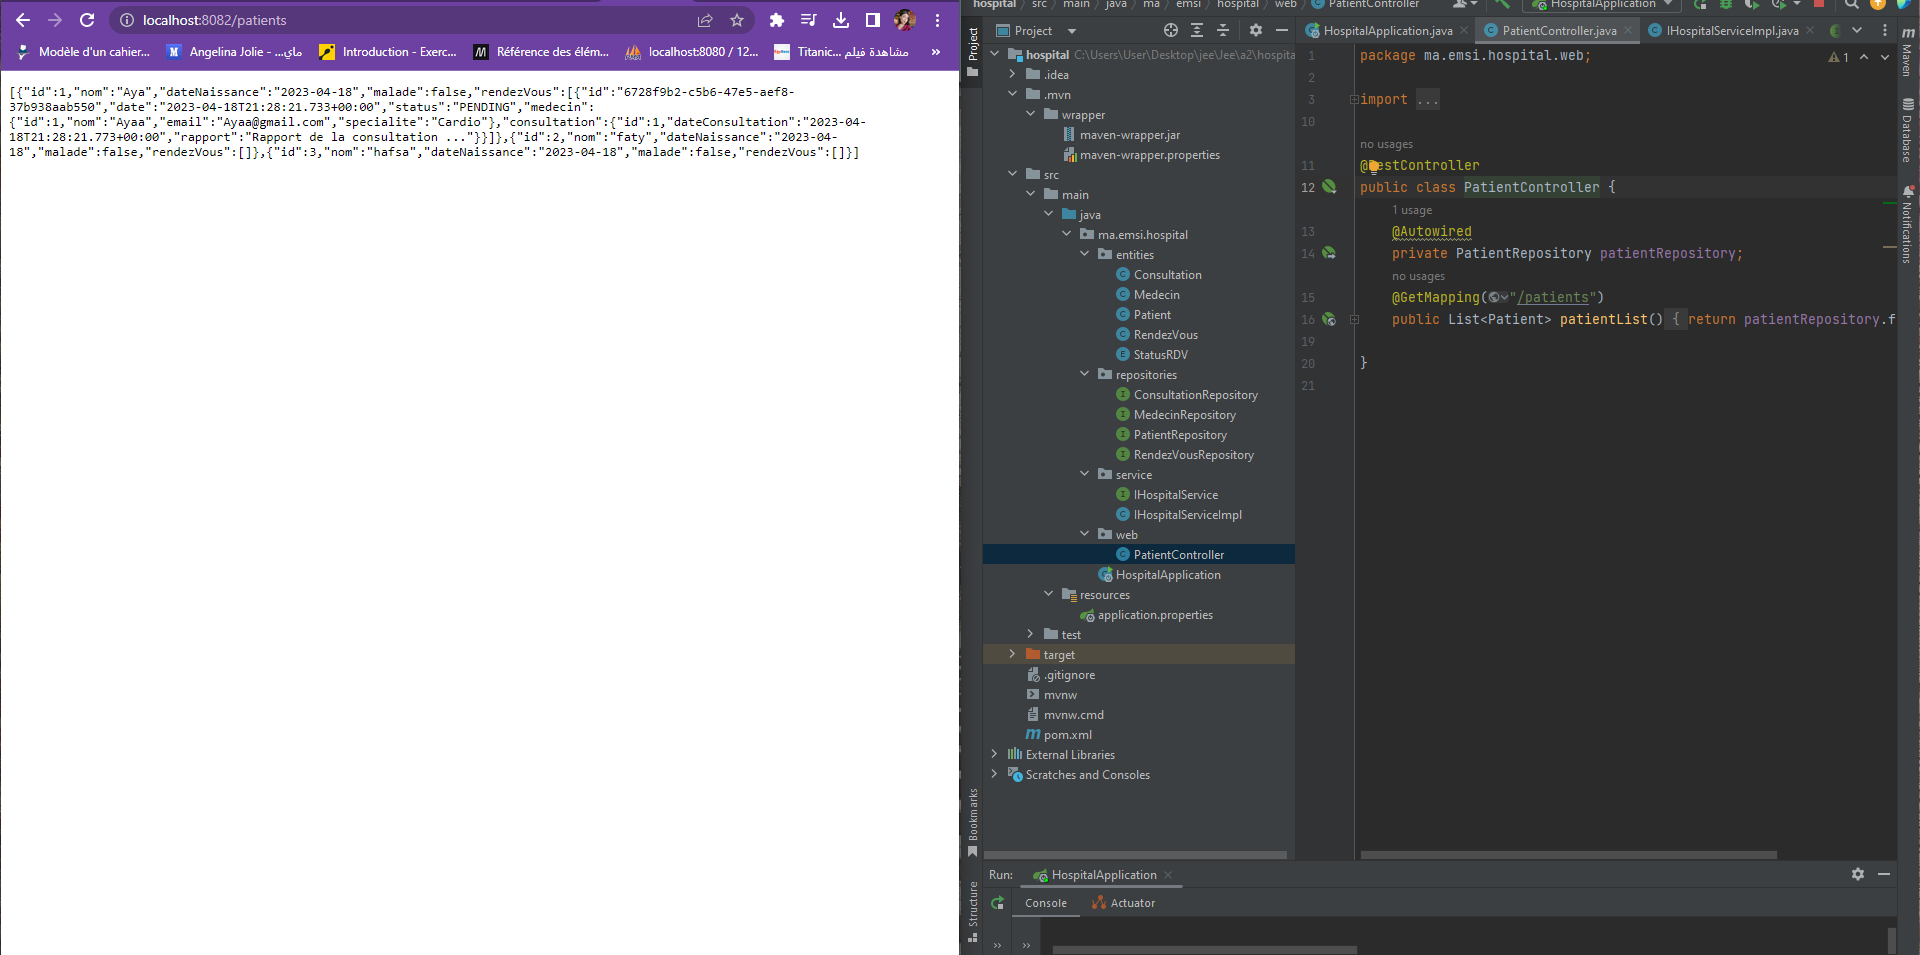 localhost:8082/patients
Modèle d'un cahier...
Angelina Jolie - ...ماي
Introduction - Exerc...
Référence des élém...
localhost:8080 / 12...
Titanic... مشاهدة فيلم
»
[{"id":1,"nom":"Aya","dateNaissance":"2023-04-18","malade":false,"rendezVous":[{"id":"6728f9b2-c5b6-47e5-aef8-
37b938aab550","date":"2023-04-18T21:28:21.733+00:00","status":"PENDING","medecin":
{"id":1,"nom":"Ayaa","email":"Ayaa@gmail.com","specialite":"Cardio"},"consultation":{"id":1,"dateConsultation":"2023-04-
18T21:28:21.773+00:00","rapport":"Rapport de la consultation ..."}}]},{"id":2,"nom":"faty","dateNaissance":"2023-04-
18","malade":false,"rendezVous":[]},{"id":3,"nom":"hafsa","dateNaissance":"2023-04-18","malade":false,"rendezVous":[]}]
hospital
src
main
java
ma
emsi
hospital
web
PatientController
HospitalApplication
Project
Project
hospital C:\Users\User\Desktop\jee\Jee\a2\hospita
.idea
.mvn
wrapper
maven-wrapper.jar
maven-wrapper.properties
src
main
java
ma.emsi.hospital
entities
Consultation
Medecin
Patient
RendezVous
StatusRDV
repositories
ConsultationRepository
MedecinRepository
PatientRepository
RendezVousRepository
service
IHospitalService
IHospitalServiceImpl
web
PatientController
HospitalApplication
resources
application.properties
test
target
.gitignore
mvnw
mvnw.cmd
pom.xml
External Libraries
Scratches and Consoles
Bookmarks
Structure
HospitalApplication.java
PatientController.java
IHospitalServiceImpl.java
1 package ma.emsi.hospital.web;
1
2
3 import ...
10
no usages
11 @RestController
12 public class PatientController {
1 usage
13 @Autowired
14 private PatientRepository patientRepository;
no usages
15 @GetMapping("/patients")
16 public List<Patient> patientList() { return patientRepository.f
19
20 }
21
Maven
Database
Notifications
Run:
HospitalApplication
Console
Actuator
»
»